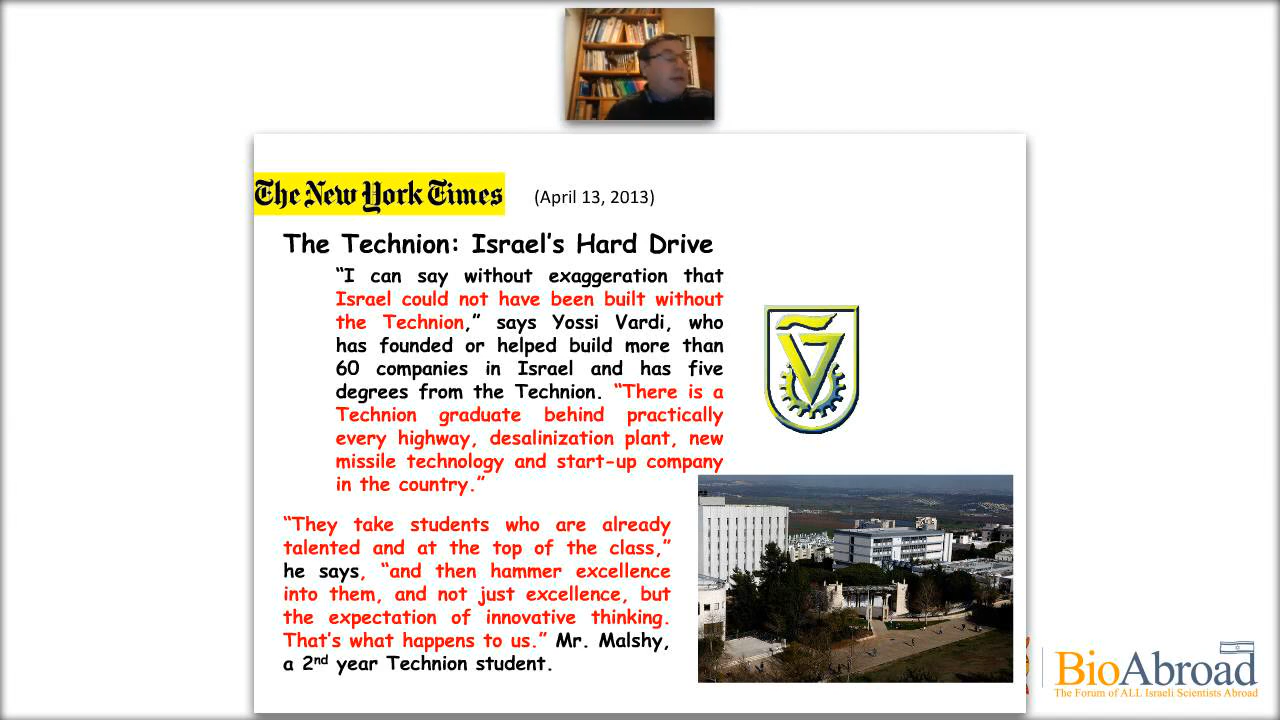 The New York Times (April 13, 2013)
The Technion: Israel's Hard Drive
“I can say without exaggeration that
Israel could not have been built without
the Technion,” says Yossi Vardi, who
has founded or helped build more than
60 companies in Israel and has five
degrees from the Technion. “There is a
Technion graduate behind practically
every highway, desalinization plant, new
missile technology and start-up company
in the country.”
“They take students who are already
talented and at the top of the class,”
he says, “and then hammer excellence
into them, and not just excellence, but
the expectation of innovative thinking.
That's what happens to us.” Mr. Malshy,
a 2nd year Technion student.
BioAbroad
The Forum of ALL Israeli Scientists Abroad